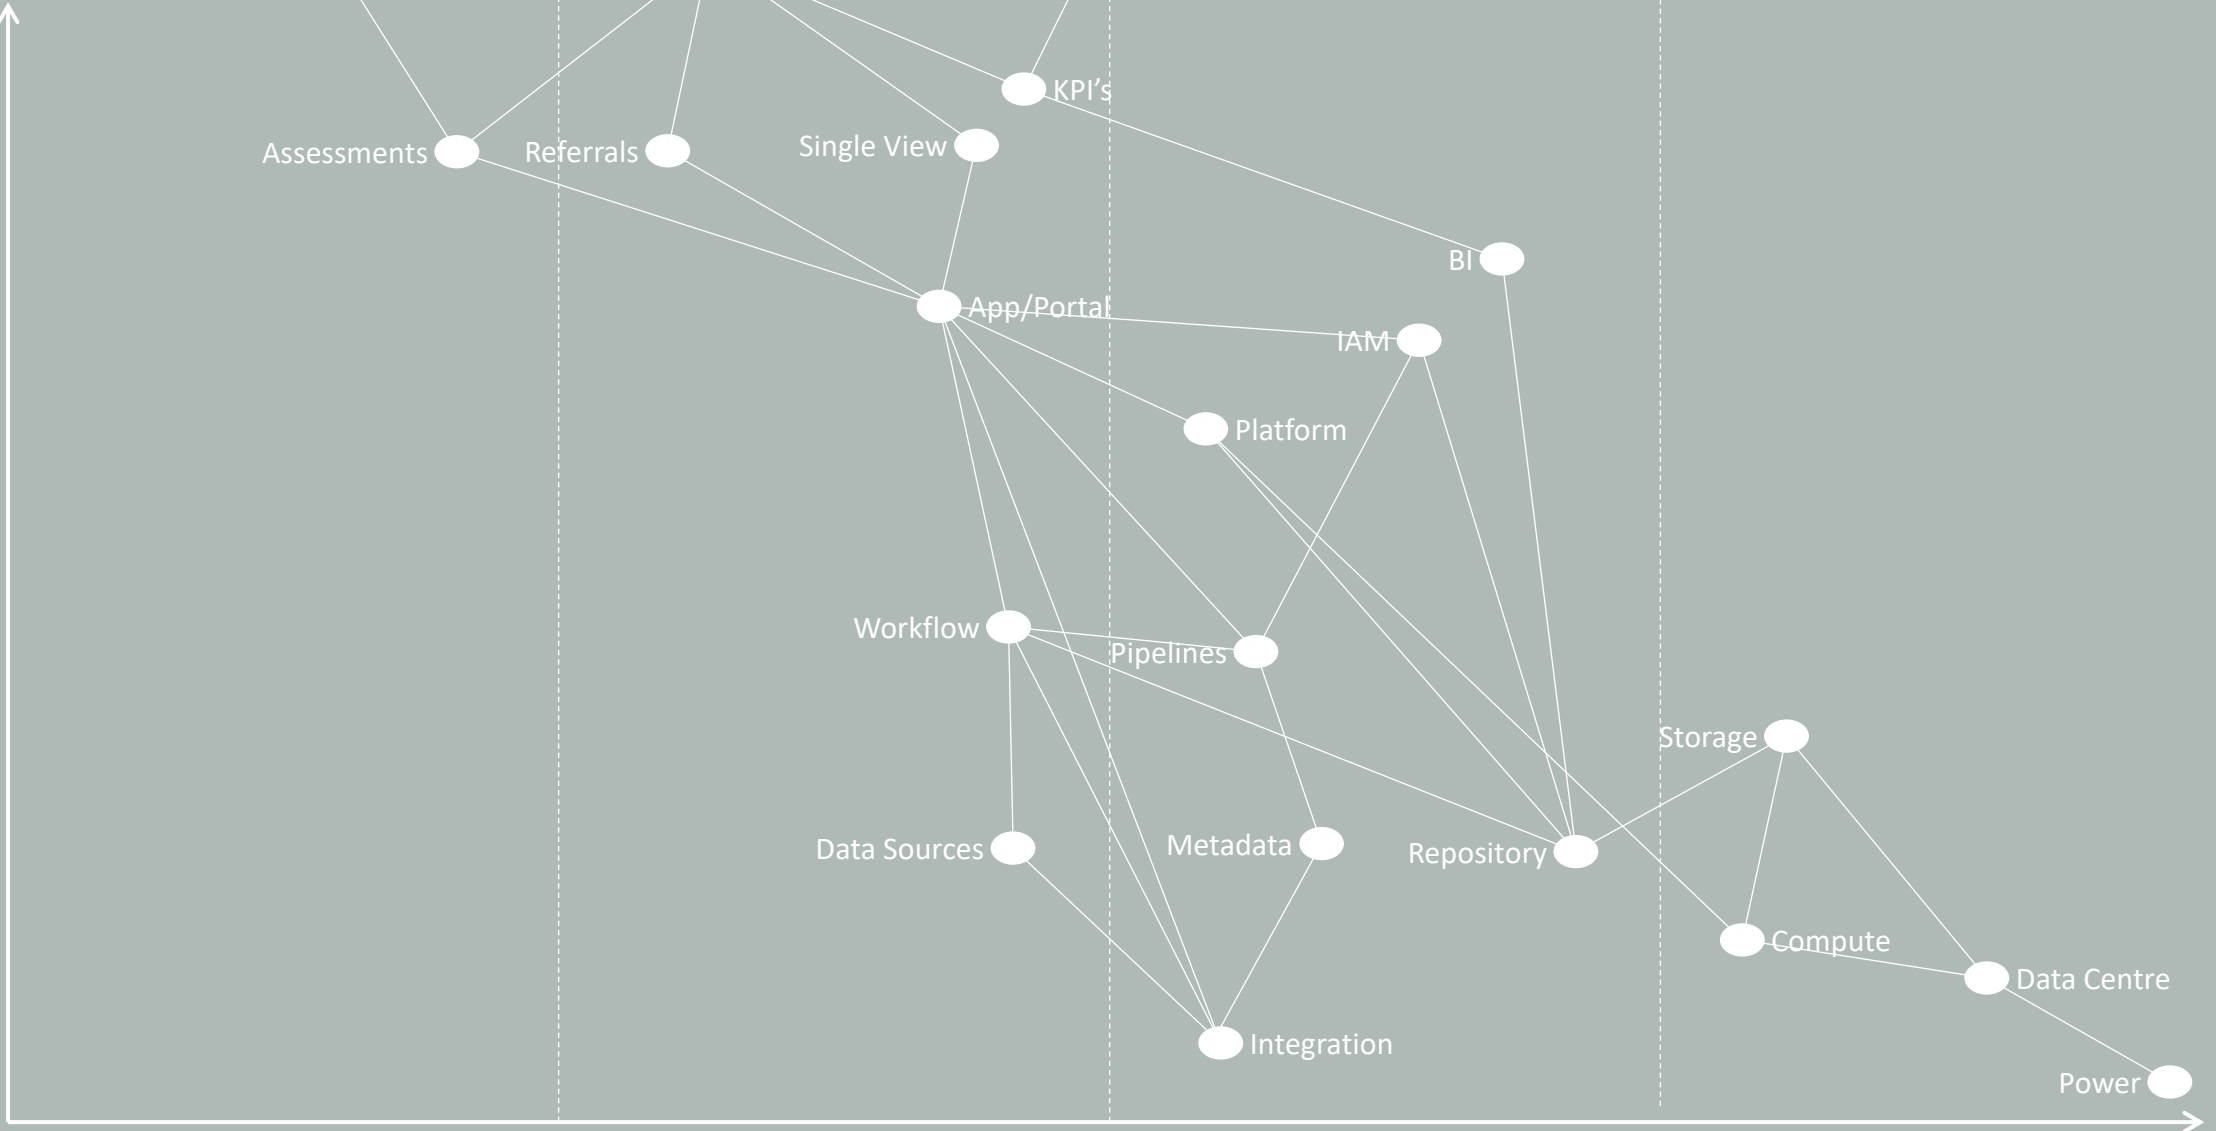 KPI’s
Assessments
Referrals
Single View
BI
App/Portal
IAM
Platform
Workflow
Pipelines
Storage
Data Sources
Metadata
Repository
Compute
Data Centre
Integration
Power